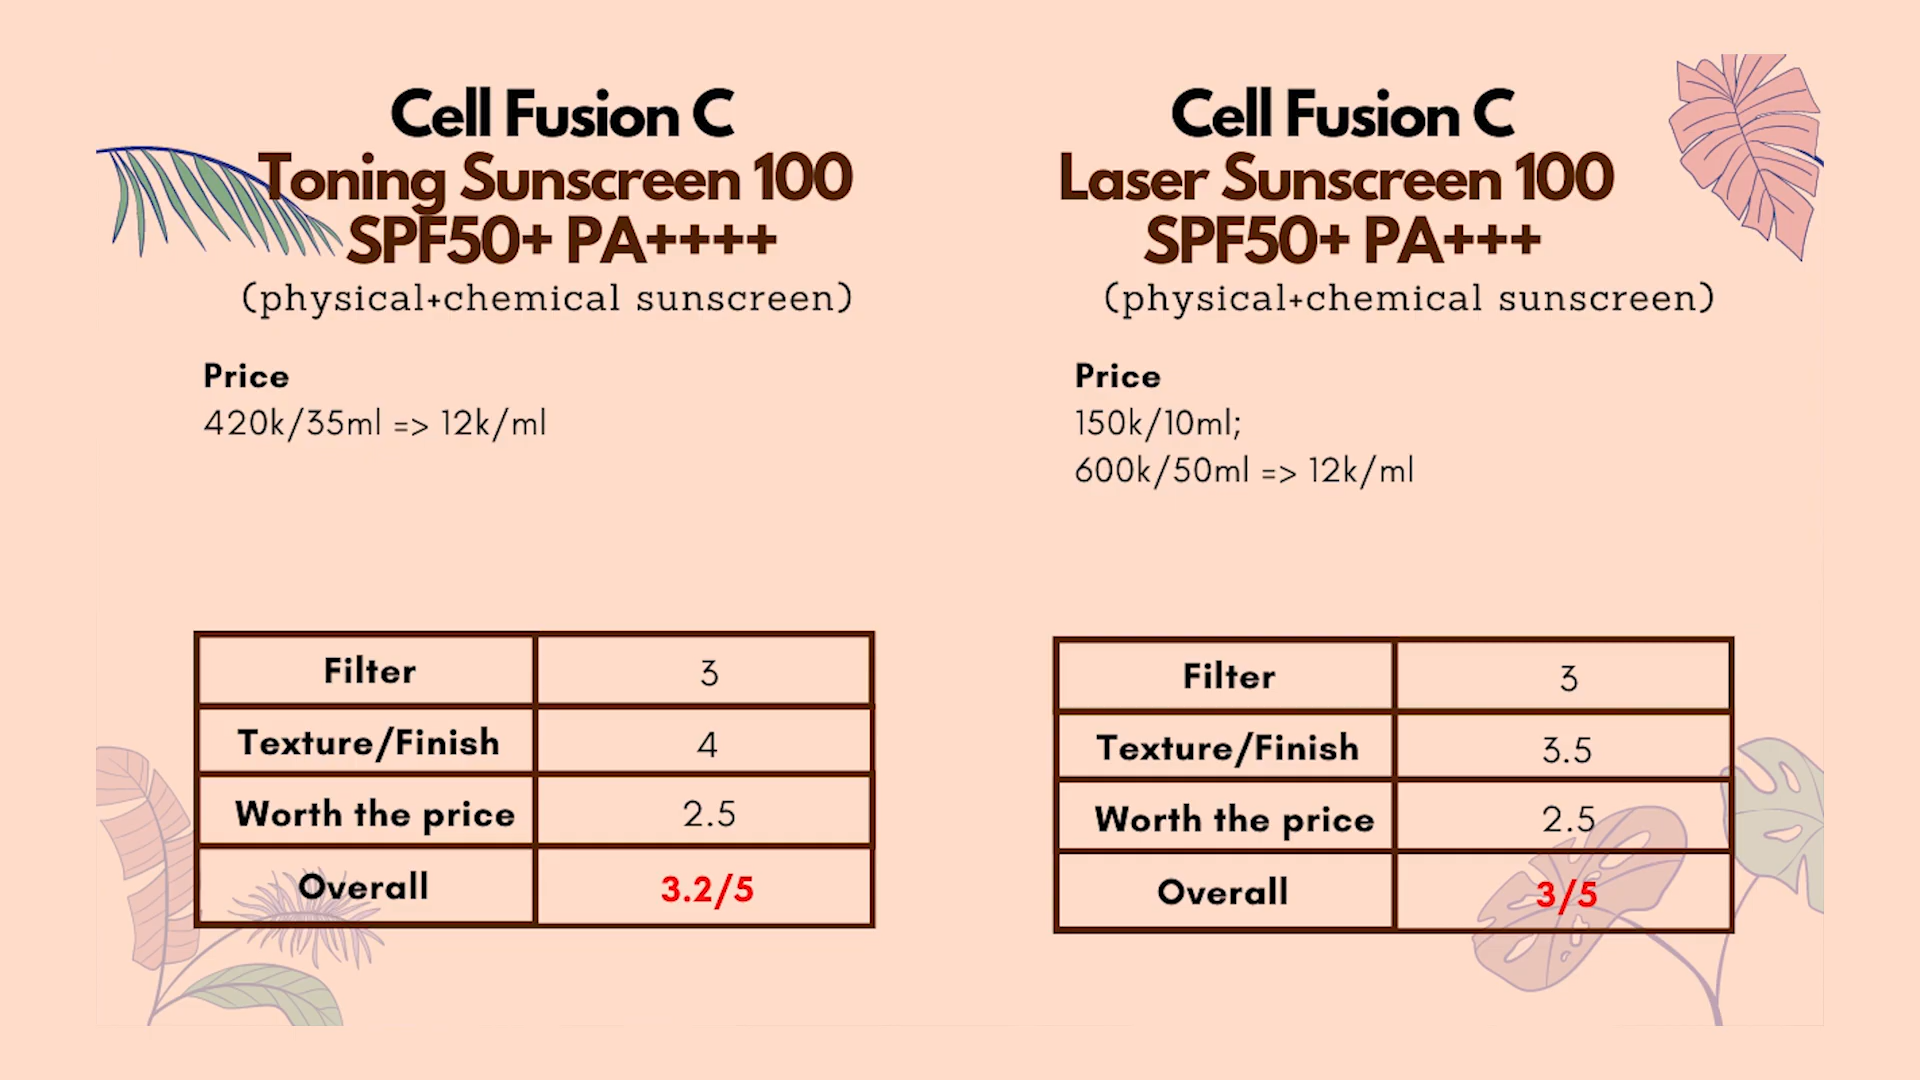 Cell Fusion C
Toning Sunscreen 100
SPF50+ PA++++
(physical+chemical sunscreen)
Price
420k/35ml => 12k/ml
Filter 3
Texture/Finish 4
Worth the price 2.5
Overall 3.2/5
Cell Fusion C
Laser Sunscreen 100
SPF50+ PA+++
(physical+chemical sunscreen)
Price
150k/10ml;
600k/50ml => 12k/ml
Filter 3
Texture/Finish 3.5
Worth the price 2.5
Overall 3/5